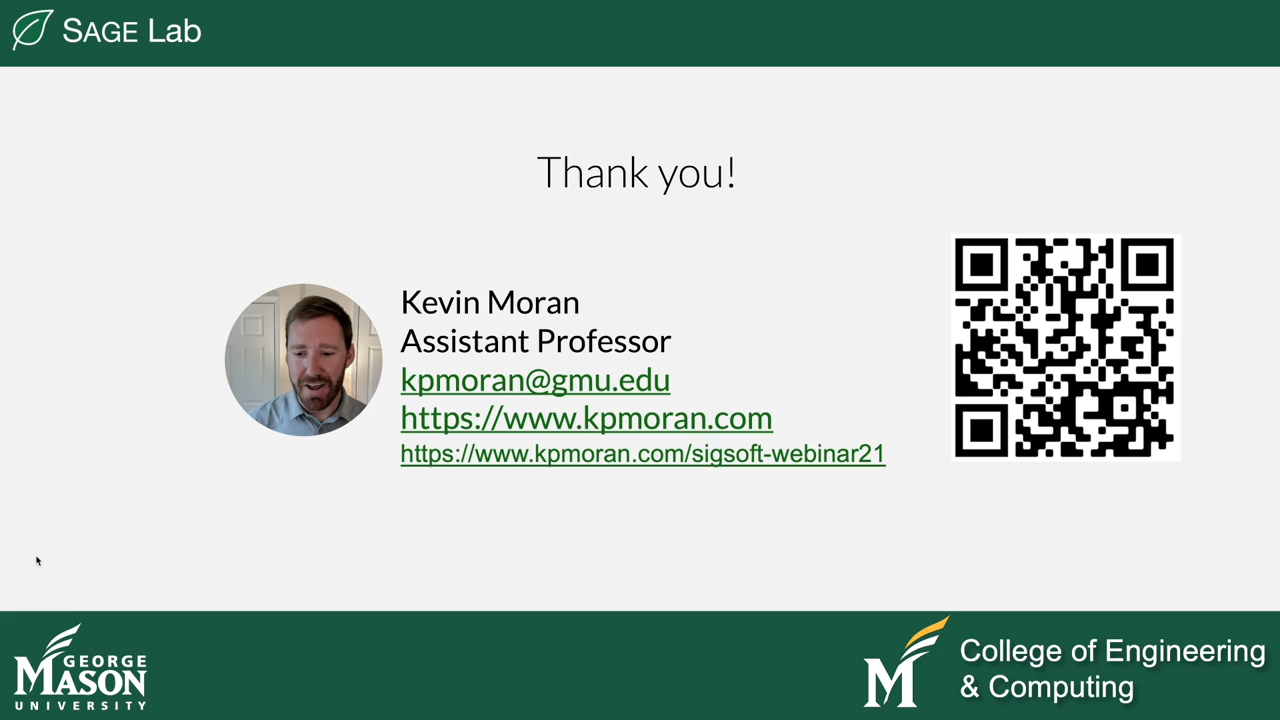 SAGE Lab
Thank you!
Kevin Moran
Assistant Professor
kpmoran@gmu.edu
https://www.kpmoran.com
https://www.kpmoran.com/sigsoft-webinar21
GEORGE
MASON
UNIVERSITY
M
College of Engineering
& Computing